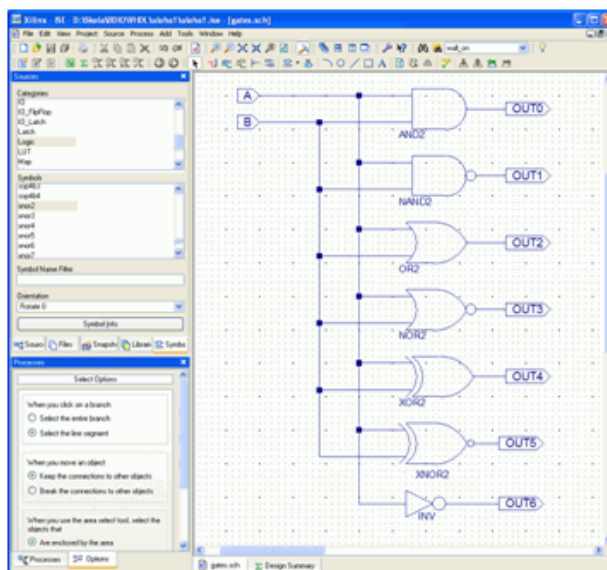 Xilinx - ISE - D:\Skola\BDIO\VHDL\uloha1\uloha1.ise - [gates.sch]
File Edit View Project Source Process Add Tools Window Help
Sources
Categories
IO
IO_FlipFlop
IO_Latch
Latch
Logic
LUT
Map
Symbols
sop4b3
sop4b4
xnor2
xnor3
xnor4
xnor5
xnor6
xnor7
Symbol Name Filter
Orientation
Rotate 0
Symbol Info
Files
Processes
Select Options
When you click on a branch
Select the entire branch
Select the line segment
When you move an object
Keep the connections to other objects
Break the connections to other objects
When you use the area select tool, select the
objects that
Are enclosed by the area
Processes Options
A
B
AND2
OUT0
NAND2
OUT1
OR2
OUT2
NOR2
OUT3
XOR2
OUT4
XNOR2
OUT5
INV
OUT6
gates.sch Design Summary